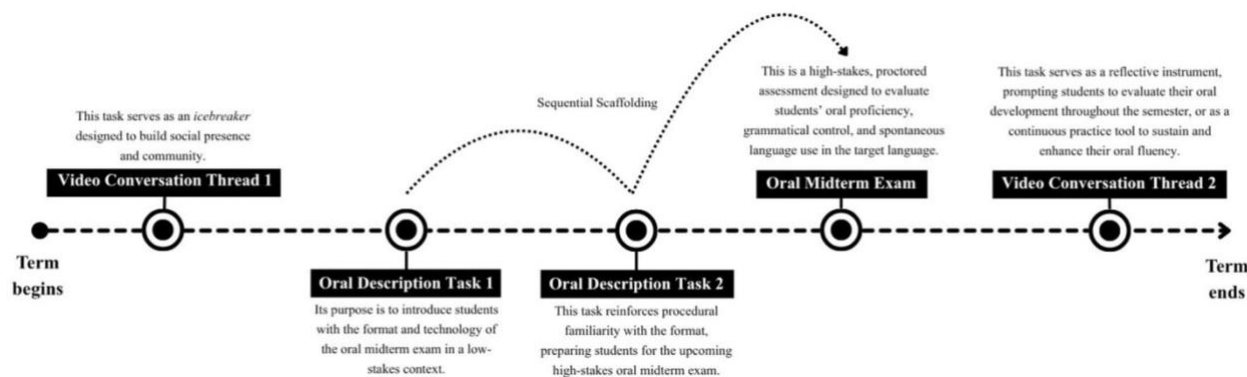 Sequential Scaffolding
This task serves as an icebreaker
designed to build social presence
and community.
Video Conversation Thread 1
This is a high-stakes, proctored
assessment designed to evaluate
students' oral proficiency,
grammatical control, and spontaneous
language use in the target language.
Oral Midterm Exam
This task serves as a reflective instrument,
prompting students to evaluate their oral
development throughout the semester, or as a
continuous practice tool to sustain and
enhance their oral fluency.
Video Conversation Thread 2
Term
begins
Oral Description Task 1
Its purpose is to introduce students
with the format and technology of
the oral midterm exam in a low-
stakes context.
Oral Description Task 2
This task reinforces procedural
familiarity with the format,
preparing students for the upcoming
high-stakes oral midterm exam.
Term
ends